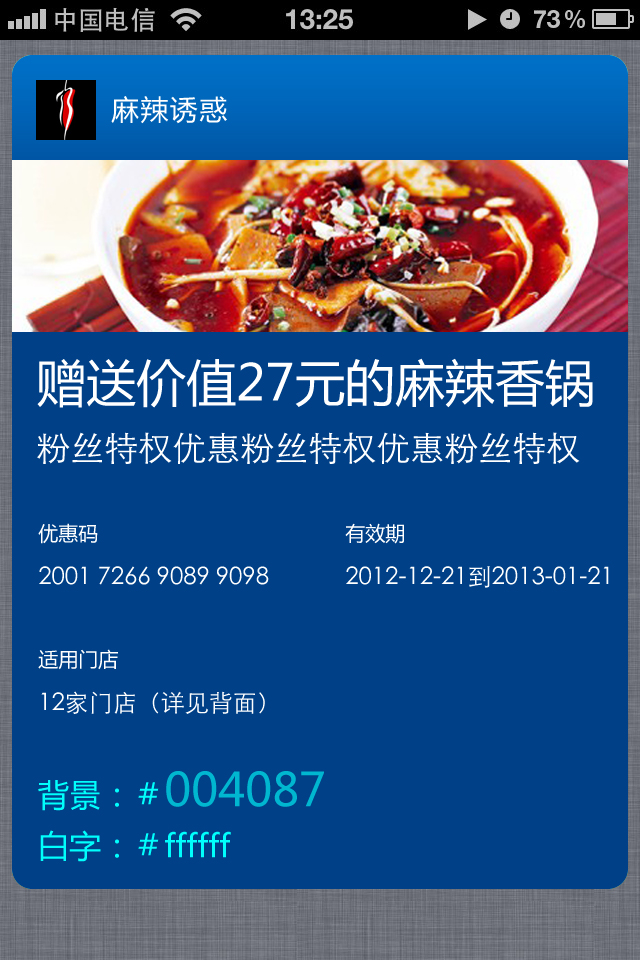 中国电信 13:25 73%
麻辣诱惑
赠送价值27元的麻辣香锅
粉丝特权优惠粉丝特权优惠粉丝特权
优惠码 有效期
2001 7266 9089 9098 2012-12-21到2013-01-21
适用门店
12家门店（详见背面）
背景：#004087
白字：#ffffff